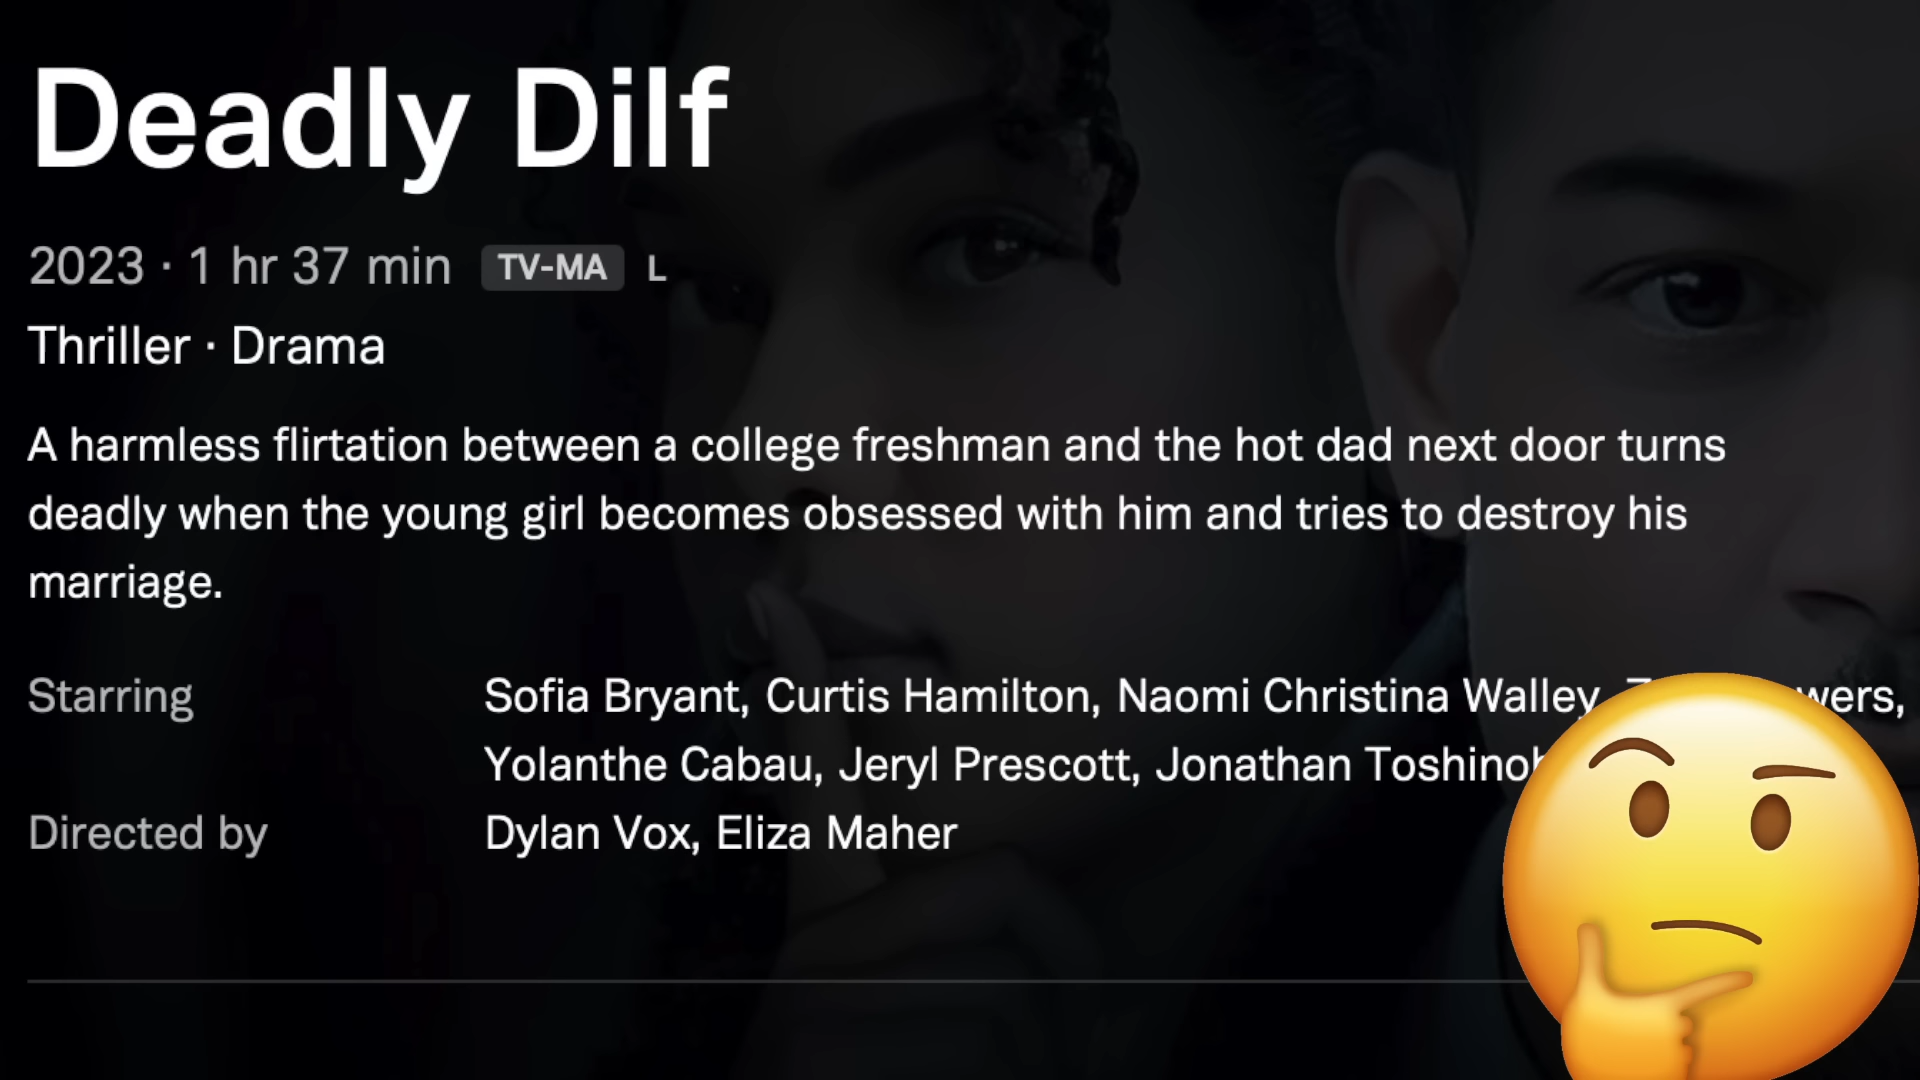 Deadly Dilf
2023 · 1 hr 37 min TV-MA L
Thriller · Drama
A harmless flirtation between a college freshman and the hot dad next door turns
deadly when the young girl becomes obsessed with him and tries to destroy his
marriage.
Starring Sofia Bryant, Curtis Hamilton, Naomi Christina Walley,
Yolanthe Cabau, Jeryl Prescott, Jonathan
Directed by Dylan Vox, Eliza Maher